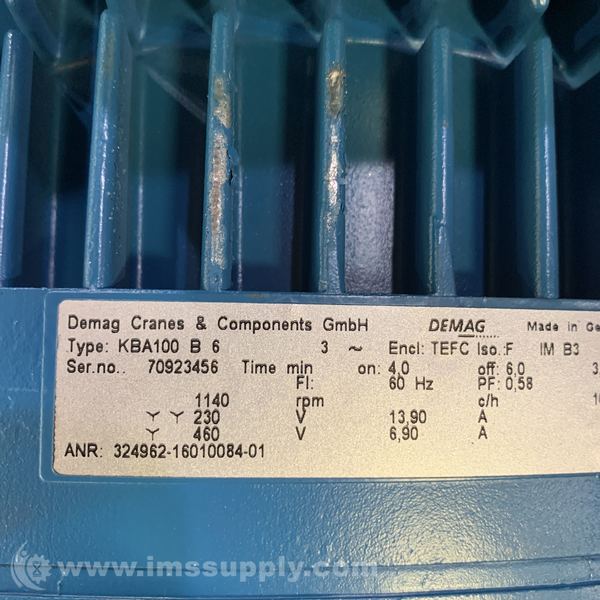 Demag Cranes & Components GmbH DEMAG Made in Ge
Type: KBA100 B 6 3 ~ Encl: TEFC Iso.:F IM B3
Ser.no.. 70923456 Time min on: 4,0 off: 6,0 3
FI: 60 Hz PF: 0,58
1140 rpm c/h 1
Y Y 230 V 13,90 A
Y 460 V 6,90 A
ANR: 324962-16010084-01
www.imssupply.com